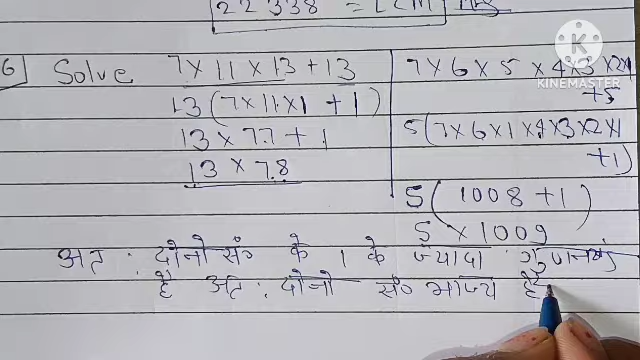 22338 = LCM Ans
6 Solve 7 x 11 x 13 + 13
13 (7 x 11 x 1 + 1)
13 x 77 + 1
13 x 78
7 x 6 x 5 x 4 x 3 x 2 x 1
+ 5
5 (7 x 6 x 1 x 4 x 3 x 2 x 1
+ 1)
5 (1008 + 1)
5 x 1009
अत : दोनो सं० के 1 के ज्यादा गुणनखंड
है अत : दोनो सं० भाज्य है
KINEMASTER